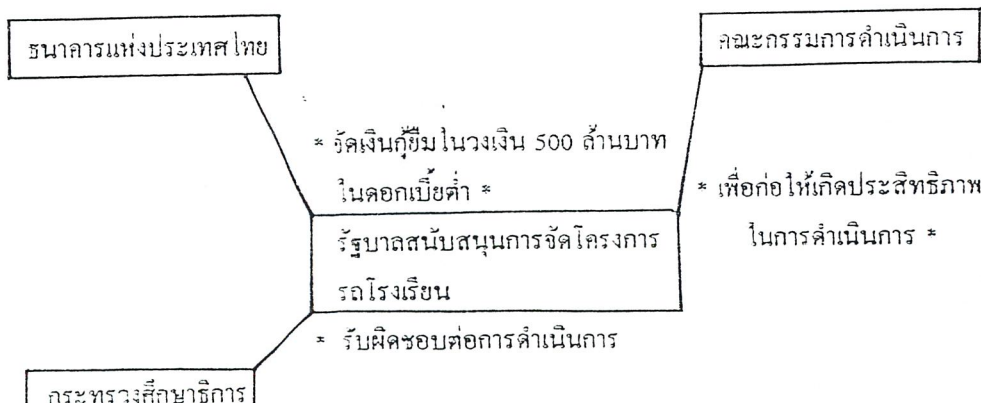 ธนาคารแห่งประเทศไทย
คณะกรรมการดำเนินการ
* จัดเงินกู้ยืมในวงเงิน 500 ล้านบาท
ในดอกเบี้ยต่ำ *
* เพื่อก่อให้เกิดประสิทธิภาพ
ในการดำเนินการ *
รัฐบาลสนับสนุนการจัดโครงการ
รถโรงเรียน
* รับผิดชอบต่อการดำเนินการ
กระทรวงศึกษาธิการ